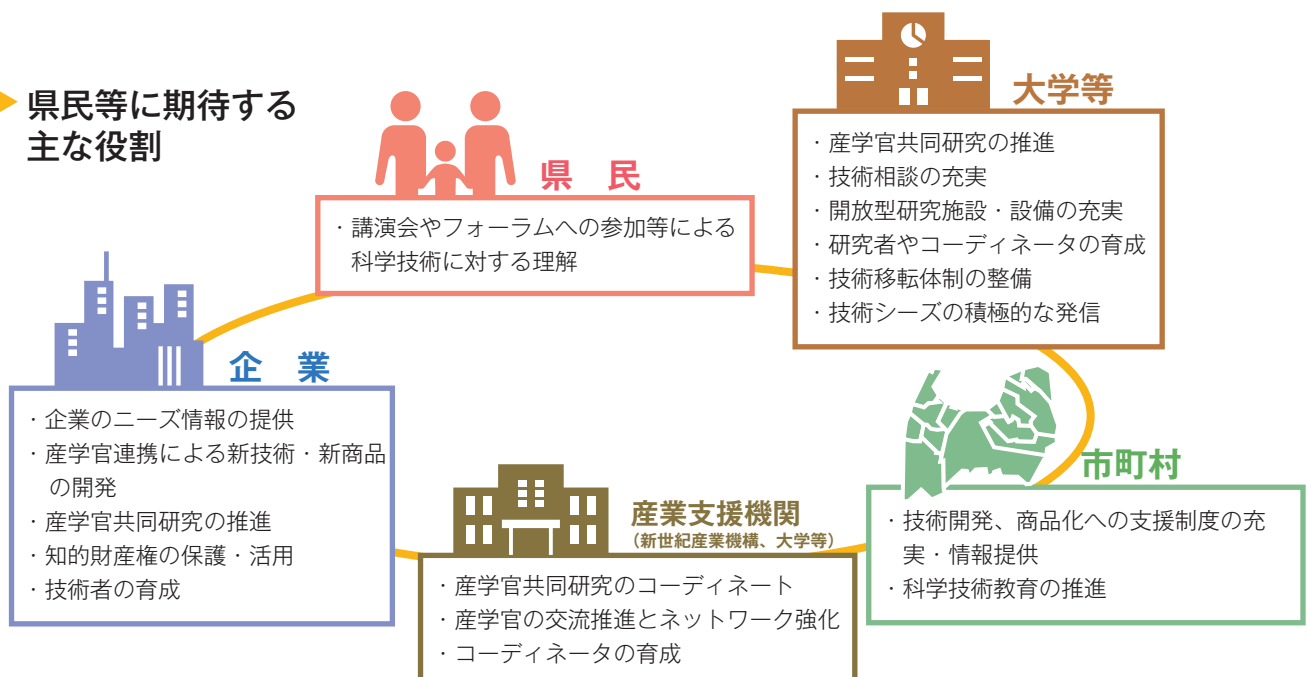 県民等に期待する
主な役割
県　民
・講演会やフォーラムへの参加等による
科学技術に対する理解
大学等
・産学官共同研究の推進
・技術相談の充実
・開放型研究施設・設備の充実
・研究者やコーディネータの育成
・技術移転体制の整備
・技術シーズの積極的な発信
企　業
・企業のニーズ情報の提供
・産学官連携による新技術・新商品
の開発
・産学官共同研究の推進
・知的財産権の保護・活用
・技術者の育成
産業支援機関
（新世紀産業機構、大学等）
・産学官共同研究のコーディネート
・産学官の交流推進とネットワーク強化
・コーディネータの育成
市町村
・技術開発、商品化への支援制度の充
実・情報提供
・科学技術教育の推進